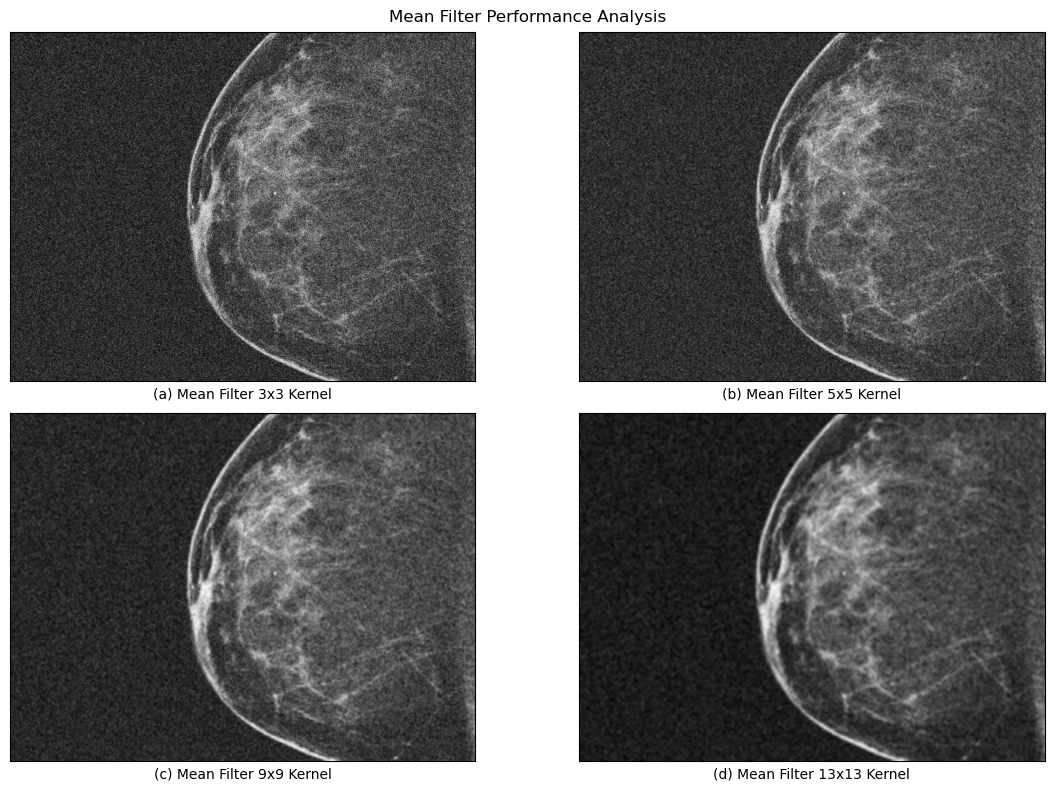 Mean Filter Performance Analysis
(a) Mean Filter 3x3 Kernel
(b) Mean Filter 5x5 Kernel
(c) Mean Filter 9x9 Kernel
(d) Mean Filter 13x13 Kernel